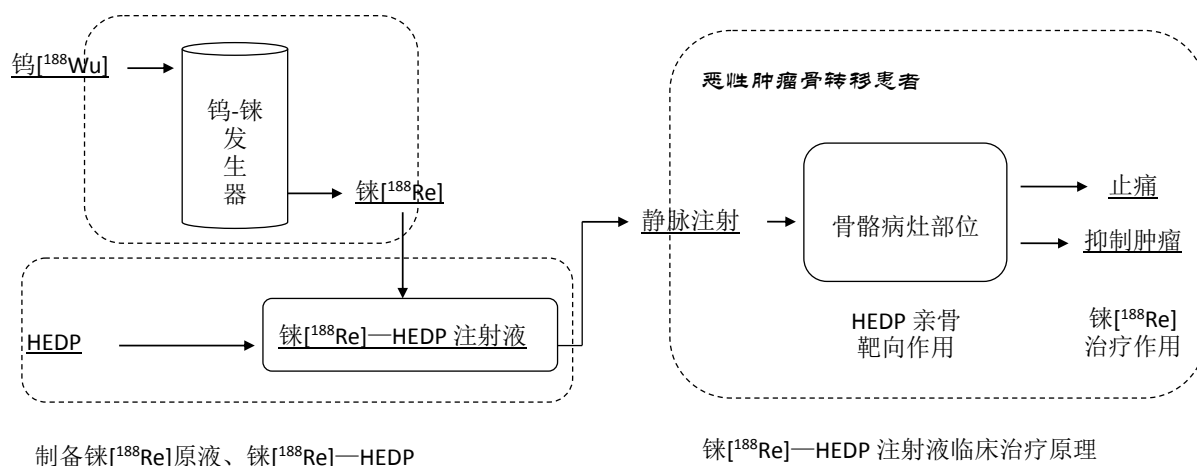 钨[¹⁸⁸Wu]
钨-铼
发
生
器
铼[¹⁸⁸Re]
HEDP
铼[¹⁸⁸Re]—HEDP 注射液
制备铼[¹⁸⁸Re]原液、铼[¹⁸⁸Re]—HEDP
恶性肿瘤骨转移患者
静脉注射
骨骼病灶部位
止痛
抑制肿瘤
HEDP 亲骨
靶向作用
铼[¹⁸⁸Re]
治疗作用
铼[¹⁸⁸Re]—HEDP 注射液临床治疗原理